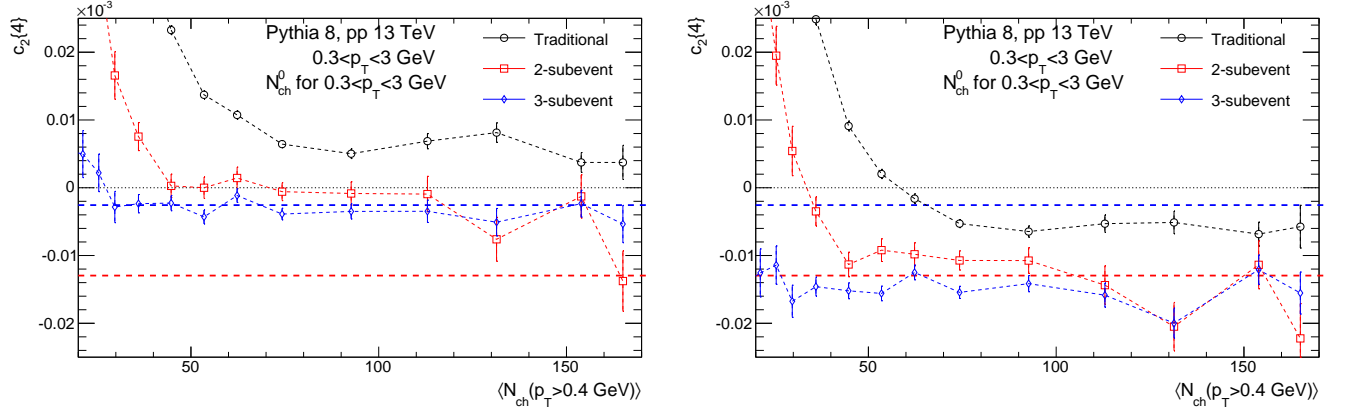 ×10⁻³
c₂{4}
Pythia 8, pp 13 TeV
0.3<p_T<3 GeV
N⁰_ch for 0.3<p_T<3 GeV
Traditional
2-subevent
3-subevent
0.02
0.01
0
-0.01
-0.02
50 100 150
⟨N_ch(p_T>0.4 GeV)⟩
×10⁻³
c₂{4}
Pythia 8, pp 13 TeV
0.3<p_T<3 GeV
N⁰_ch for 0.3<p_T<3 GeV
Traditional
2-subevent
3-subevent
0.02
0.01
0
-0.01
-0.02
50 100 150
⟨N_ch(p_T>0.4 GeV)⟩